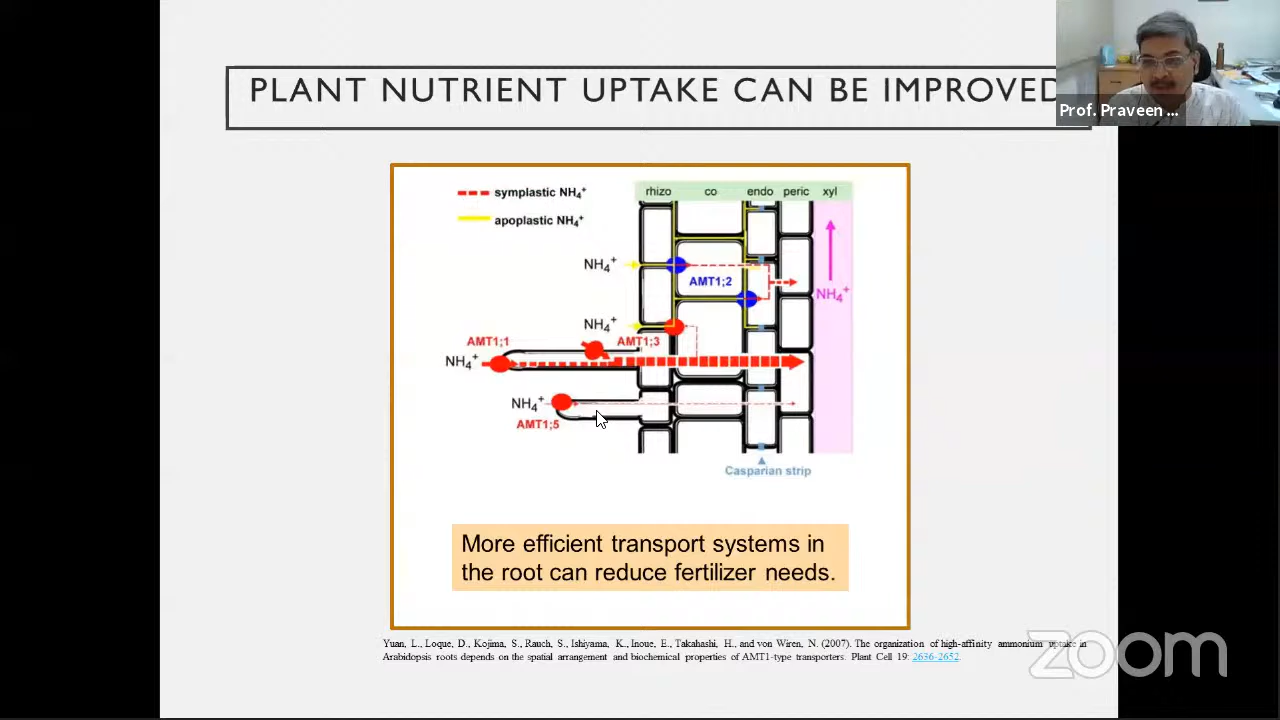 PLANT NUTRIENT UPTAKE CAN BE IMPROVED
Prof. Praveen ...
symplastic NH₄⁺
apoplastic NH₄⁺
rhizo co endo peric xyl
NH₄⁺
AMT1;2
NH₄⁺
NH₄⁺
AMT1;1
AMT1;3
NH₄⁺
NH₄⁺
AMT1;5
Casparian strip
More efficient transport systems in
the root can reduce fertilizer needs.
Yuan, L., Loque, D., Kojima, S., Rauch, S., Ishiyama, K., Inoue, E., Takahashi, H., and von Wiren, N. (2007). The organization of high-affinity ammonium uptake in
Arabidopsis roots depends on the spatial arrangement and biochemical properties of AMT1-type transporters. Plant Cell 19: 2636-2652.
zoom